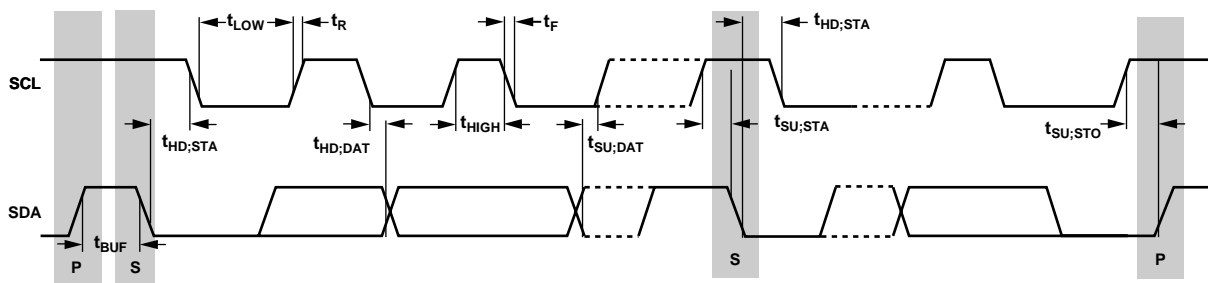 tLOW
tR
tF
tHD;STA
SCL
tHD;STA
tHD;DAT
tHIGH
tSU;DAT
tSU;STA
tSU;STO
SDA
tBUF
P
S
S
P